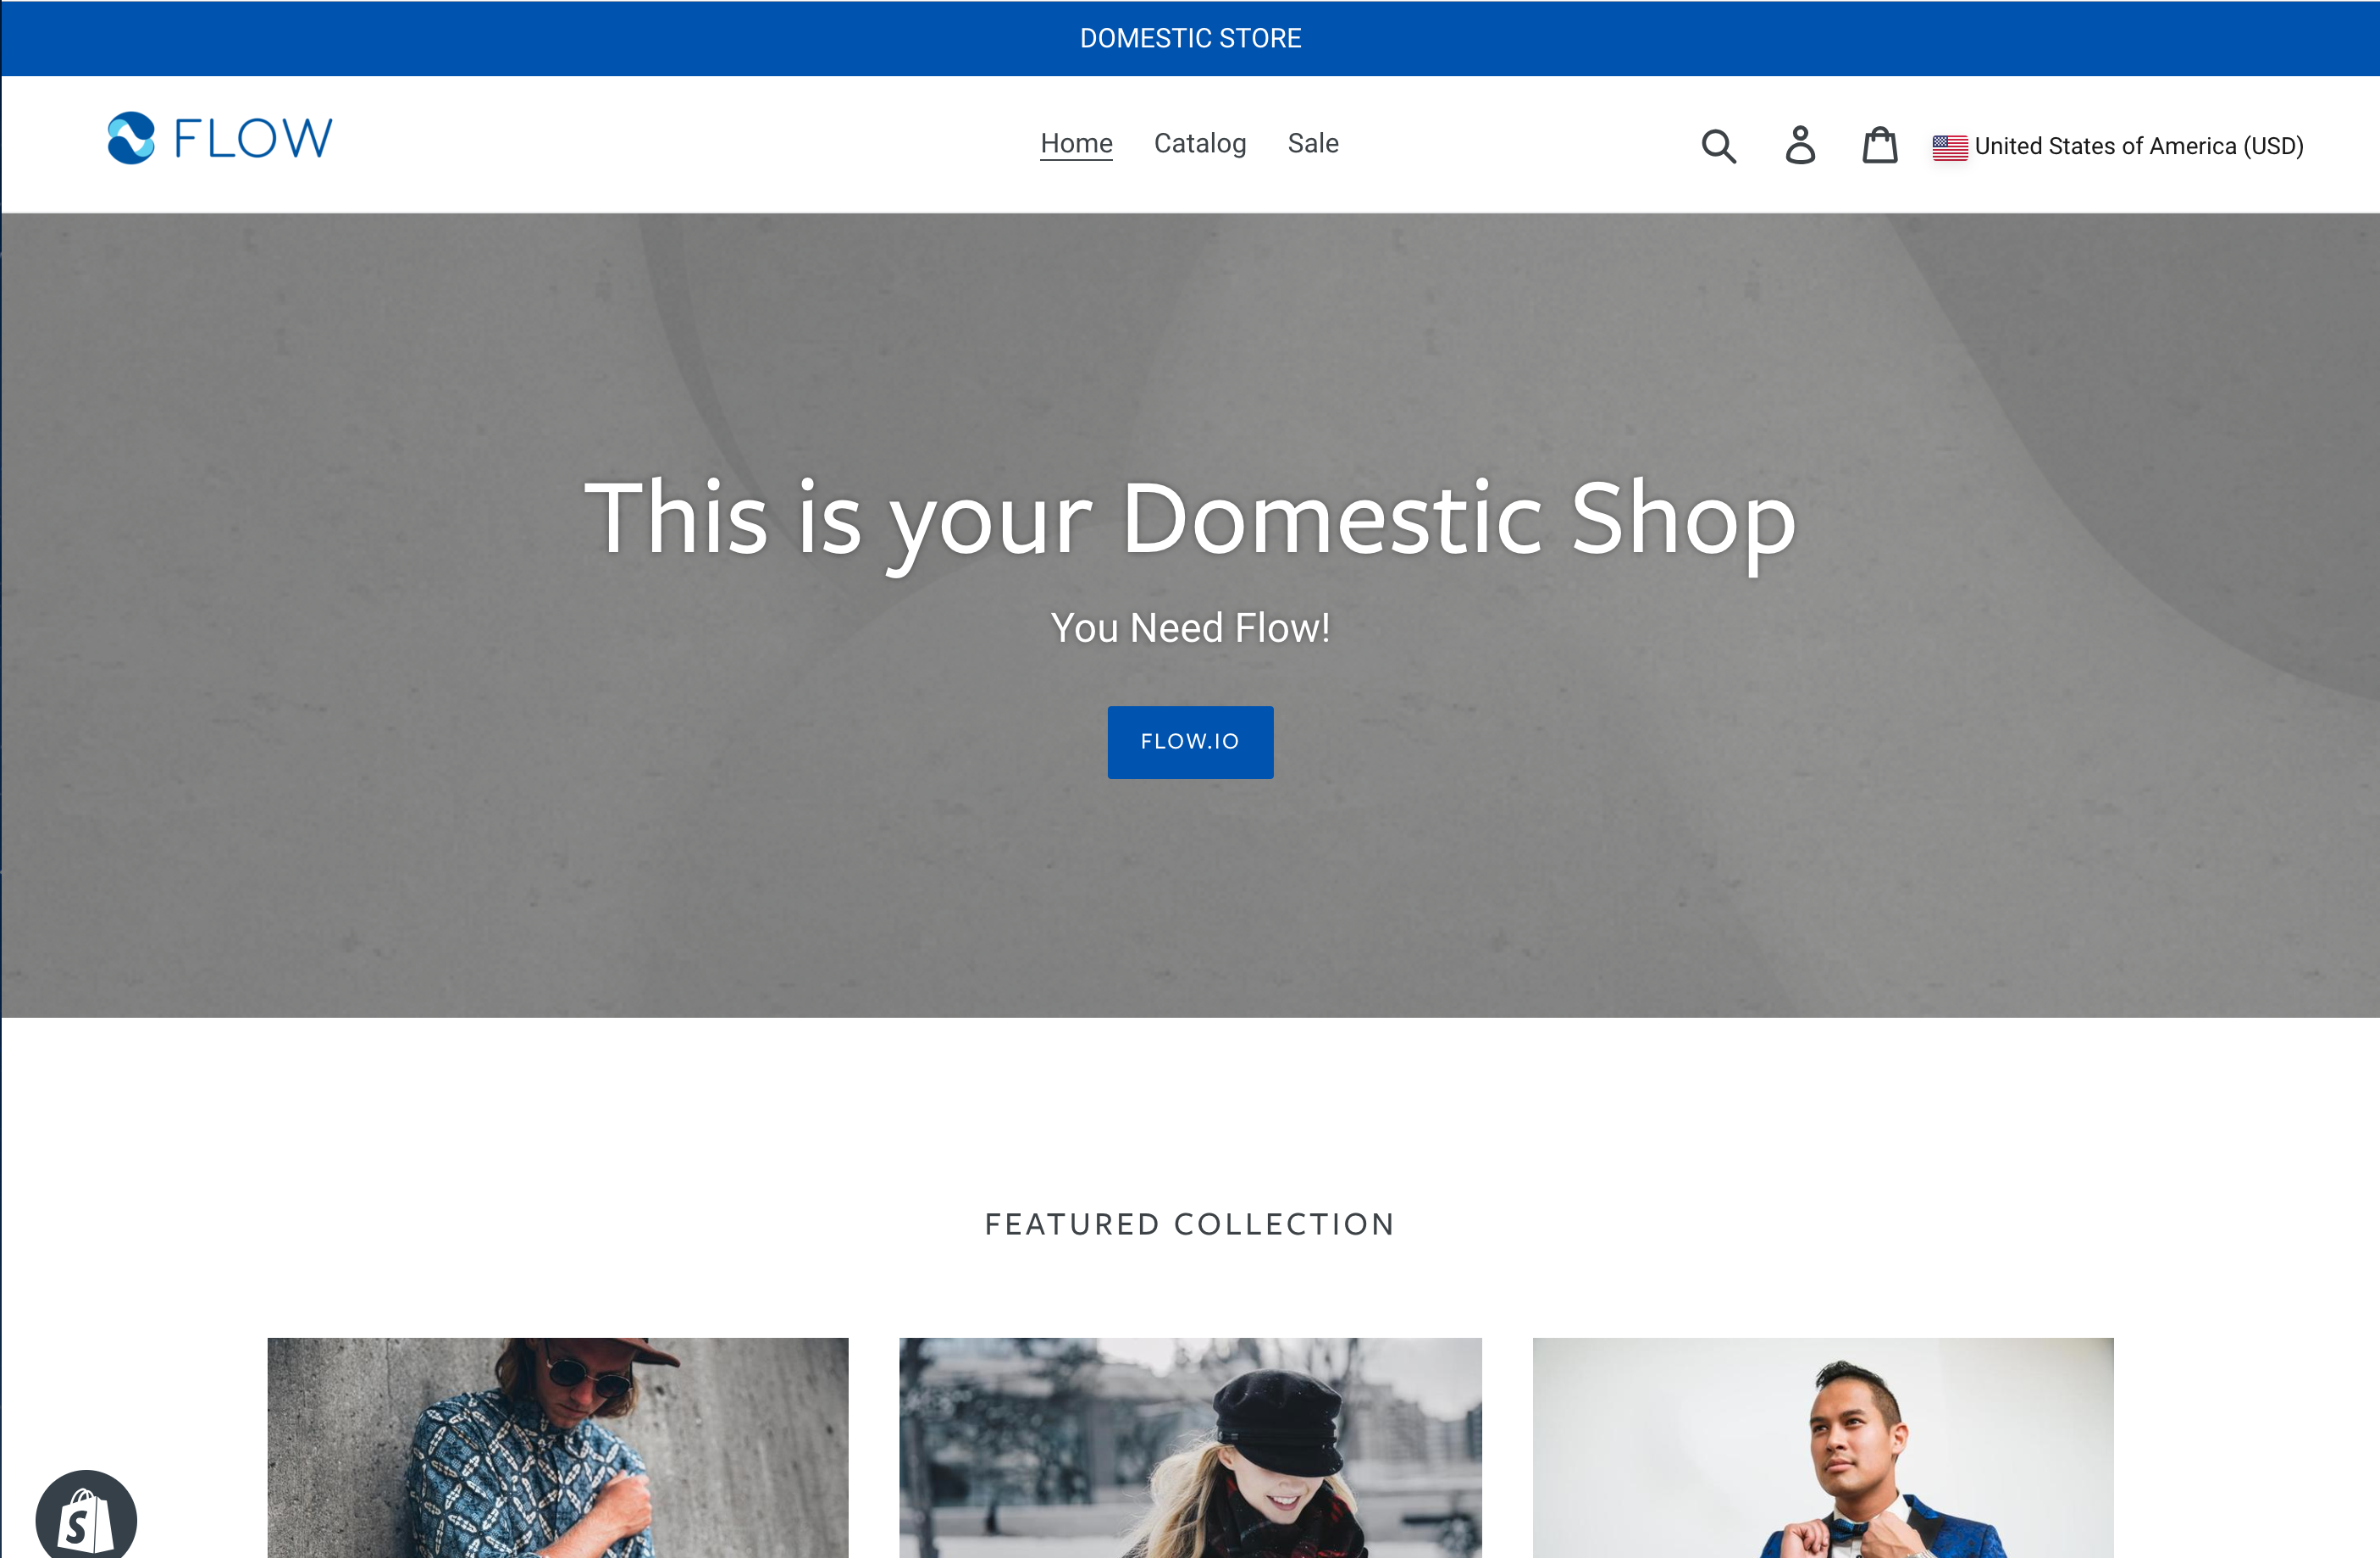 DOMESTIC STORE
FLOW
Home Catalog Sale
United States of America (USD)
This is your Domestic Shop
You Need Flow!
FLOW.IO
FEATURED COLLECTION
S